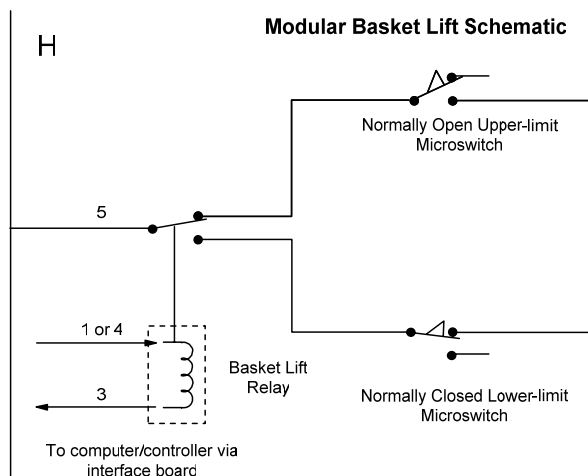 Modular Basket Lift Schematic
H
Normally Open Upper-limit
Microswitch
5
1 or 4
3
Basket Lift
Relay
Normally Closed Lower-limit
Microswitch
To computer/controller via
interface board